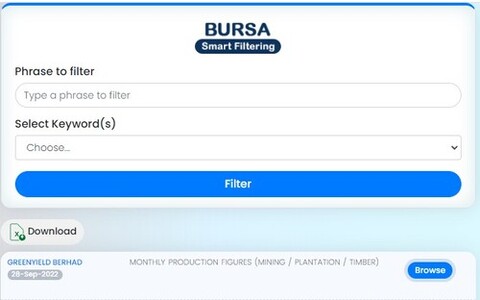 BURSA
Smart Filtering
Phrase to filter
Type a phrase to filter
Select Keyword(s)
Choose...
Filter
Download
GREENYIELD BERHAD
MONTHLY PRODUCTION FIGURES (MINING / PLANTATION / TIMBER)
Browse
28-Sep-2022